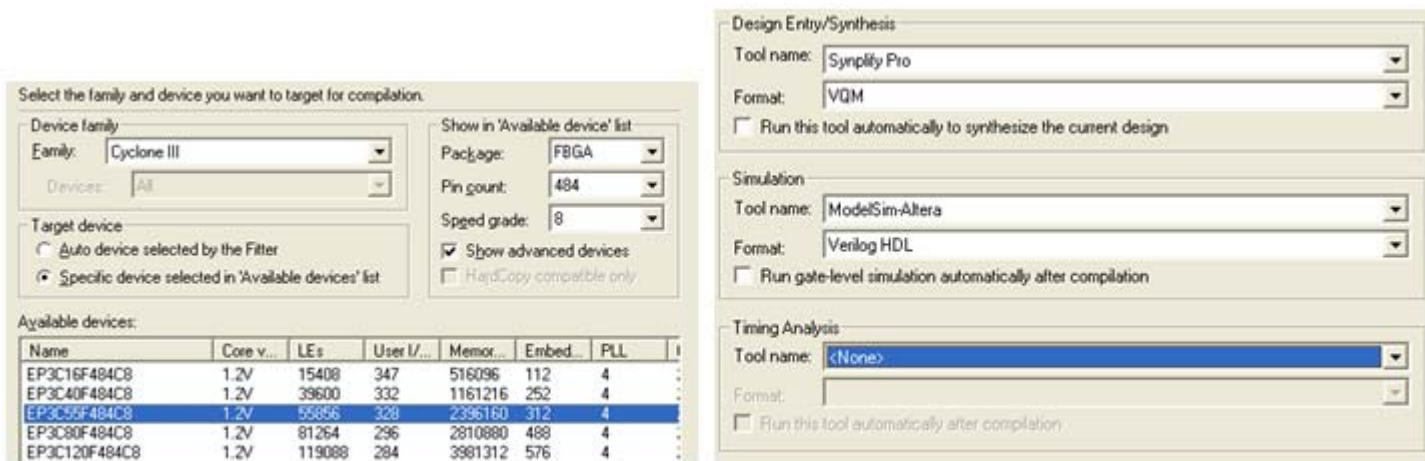 Select the family and device you want to target for compilation.
Device family
Family: Cyclone III
Devices: All
Target device
Auto device selected by the Fitter
Specific device selected in 'Available devices' list
Show in 'Available device' list
Package: FBGA
Pin count: 484
Speed grade: 8
Show advanced devices
HardCopy compatible only
Available devices:
Name Core v... LEs User I/... Memor... Embed... PLL
EP3C16F484C8 1.2V 15408 347 516096 112 4
EP3C40F484C8 1.2V 39600 332 1161216 252 4
EP3C55F484C8 1.2V 55856 328 2396160 312 4
EP3C80F484C8 1.2V 81264 296 2810880 488 4
EP3C120F484C8 1.2V 119088 284 3981312 576 4
Design Entry/Synthesis
Tool name: Synplify Pro
Format: VQM
Run this tool automatically to synthesize the current design
Simulation
Tool name: ModelSim-Altera
Format: Verilog HDL
Run gate-level simulation automatically after compilation
Timing Analysis
Tool name: <None>
Format:
Run this tool automatically after compilation